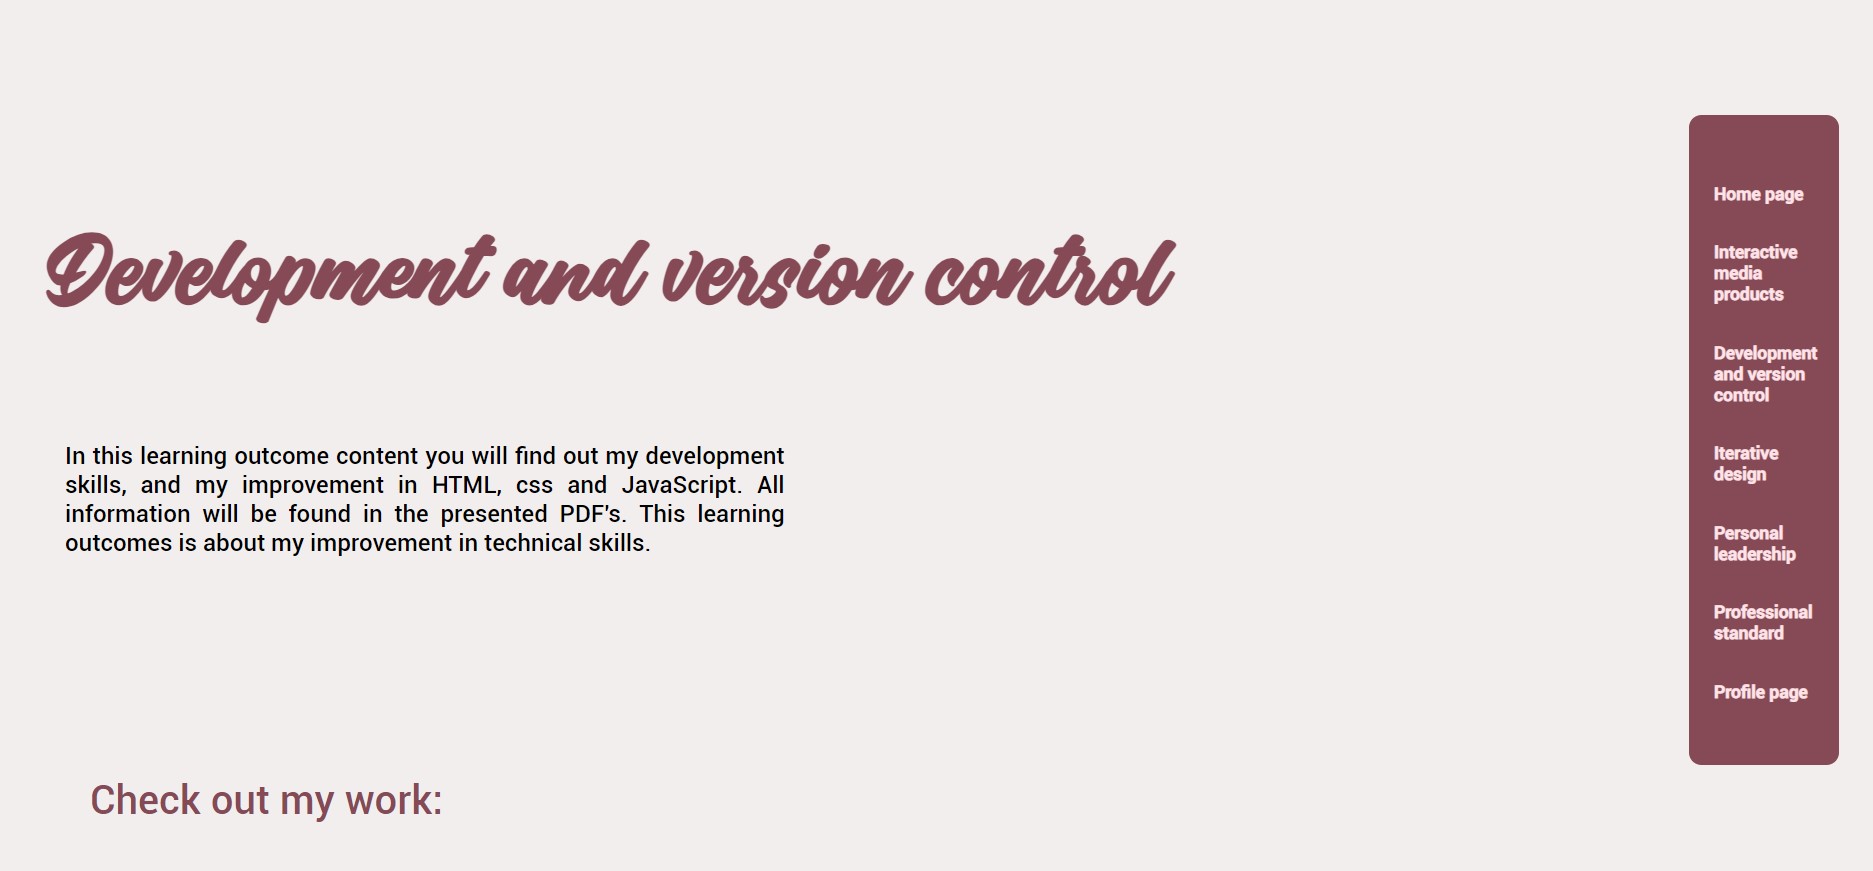 Development and version control
In this learning outcome content you will find out my development
skills, and my improvement in HTML, css and JavaScript. All
information will be found in the presented PDF's. This learning
outcomes is about my improvement in technical skills.
Check out my work:
Home page
Interactive
media
products
Development
and version
control
Iterative
design
Personal
leadership
Professional
standard
Profile page